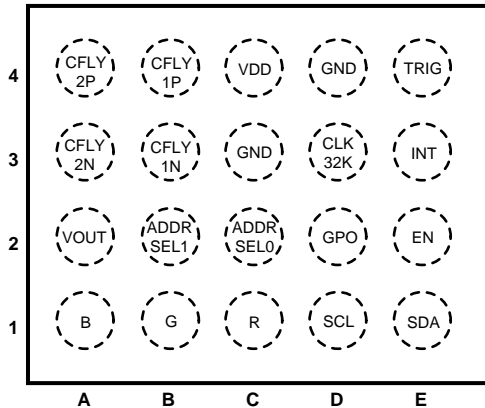 4
CFLY
2P
CFLY
1P
VDD
GND
TRIG
3
CFLY
2N
CFLY
1N
GND
CLK
32K
INT
2
VOUT
ADDR
SEL1
ADDR
SEL0
GPO
EN
1
B
G
R
SCL
SDA
A B C D E